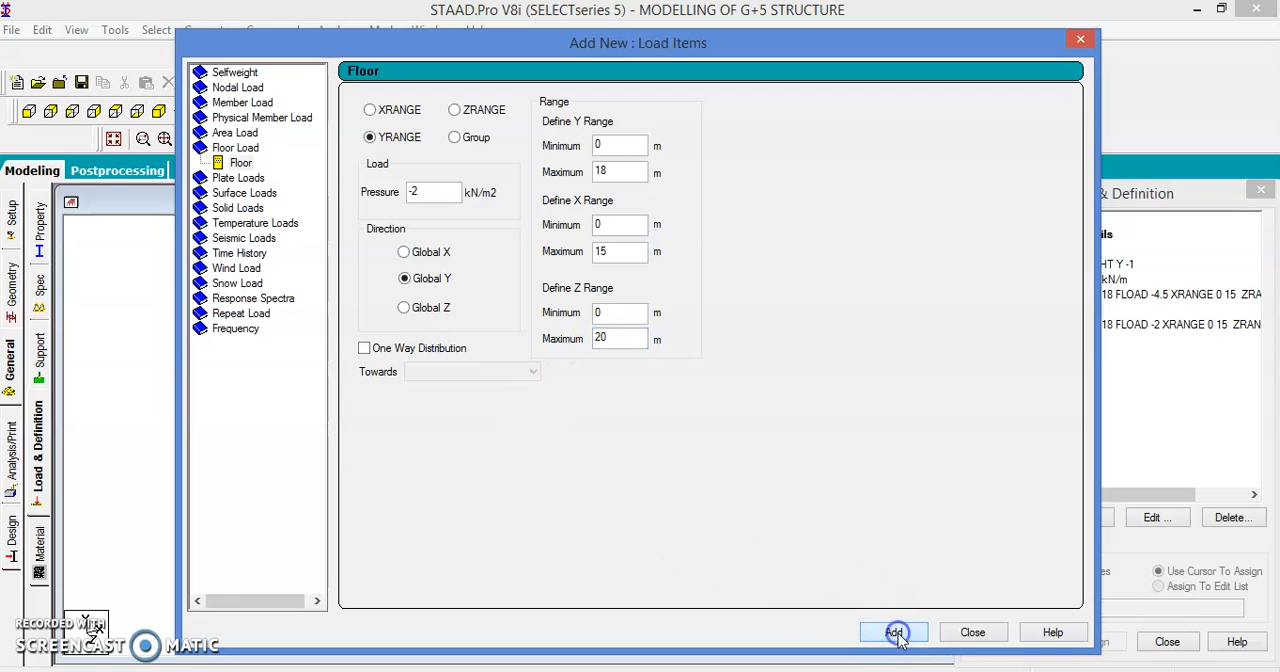 STAAD.Pro V8i (SELECTseries 5) - MODELLING OF G+5 STRUCTURE
File Edit View Tools Select
Add New : Load Items
Modeling Postprocessing
Setup
Geometry
General
Analysis/Print
Design
Property
Spec
Support
Load & Definition
Material
Selfweight
Nodal Load
Member Load
Physical Member Load
Area Load
Floor Load
Floor
Plate Loads
Surface Loads
Solid Loads
Temperature Loads
Seismic Loads
Time History
Wind Load
Snow Load
Response Spectra
Repeat Load
Frequency
Floor
XRANGE ZRANGE
YRANGE Group
Load
Pressure -2 kN/m2
Direction
Global X
Global Y
Global Z
One Way Distribution
Towards
Range
Define Y Range
Minimum 0 m
Maximum 18 m
Define X Range
Minimum 0 m
Maximum 15 m
Define Z Range
Minimum 0 m
Maximum 20 m
Add Close Help
& Definition
ils
HT Y -1
kN/m
18 FLOAD -4.5 XRANGE 0 15 ZRA
18 FLOAD -2 XRANGE 0 15 ZRAN
Edit ... Delete...
es Use Cursor To Assign
Assign To Edit List
gn Close Help
RECORDED WITH
SCREENCAST MATIC